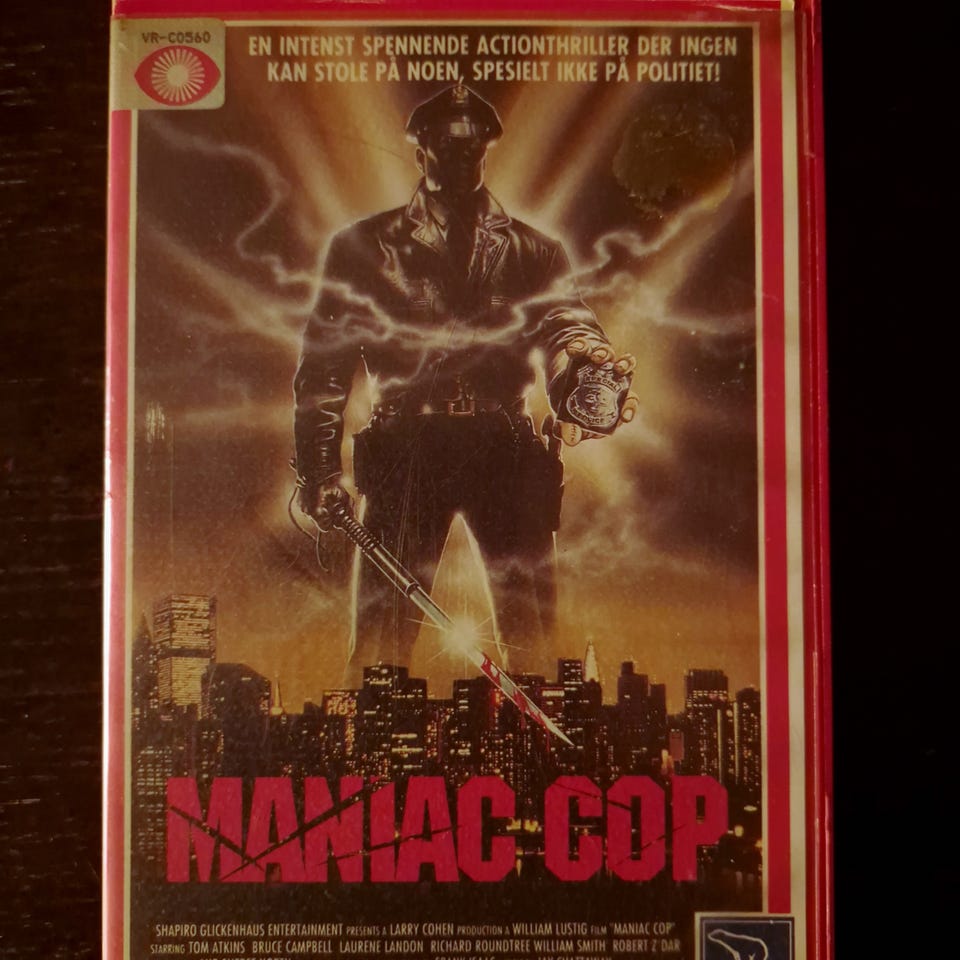 VR-C0560
EN INTENST SPENNENDE ACTIONTHRILLER DER INGEN
KAN STOLE PÅ NOEN, SPESIELT IKKE PÅ POLITIET!
SPECIAL
POLICE
MANIAC COP
SHAPIRO GLICKENHAUS ENTERTAINMENT PRESENTS A LARRY COHEN PRODUCTION A WILLIAM LUSTIG FILM "MANIAC COP"
STARRING TOM ATKINS BRUCE CAMPBELL LAURENE LANDON RICHARD ROUNDTREE WILLIAM SMITH ROBERT Z'DAR